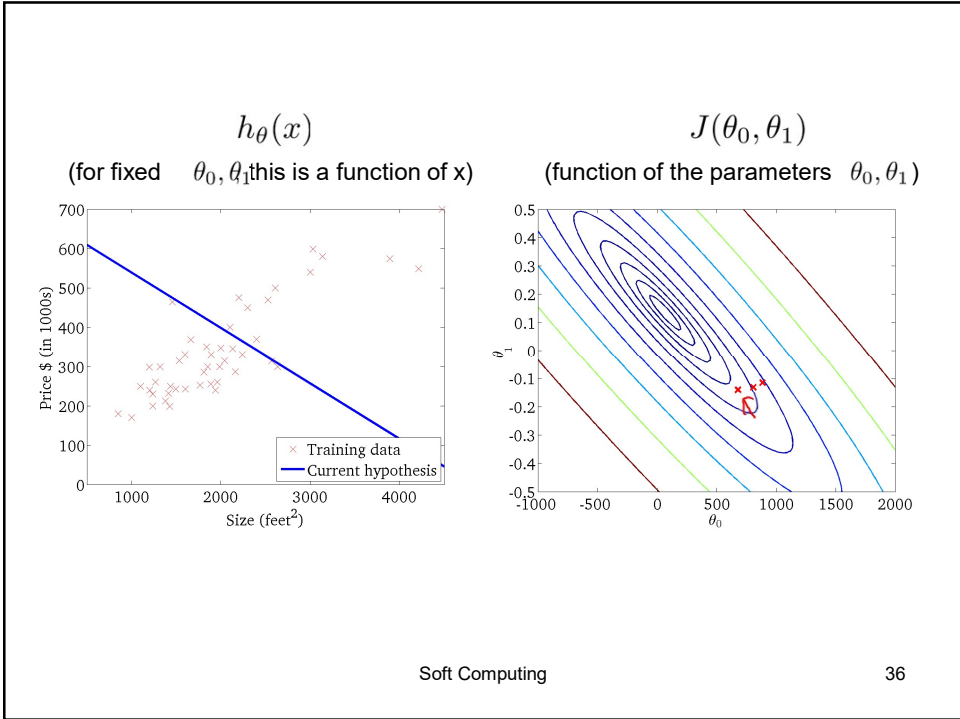 hθ(x)
(for fixed θ₀, θ₁ this is a function of x)
700
600
500
400
300
200
100
0
Price $ (in 1000s)
Training data
Current hypothesis
1000 2000 3000 4000
Size (feet²)
J(θ₀, θ₁)
(function of the parameters θ₀, θ₁)
0.5
0.4
0.3
0.2
0.1
0
-0.1
-0.2
-0.3
-0.4
-0.5
θ₁
-1000 -500 0 500 1000 1500 2000
θ₀
Soft Computing 36